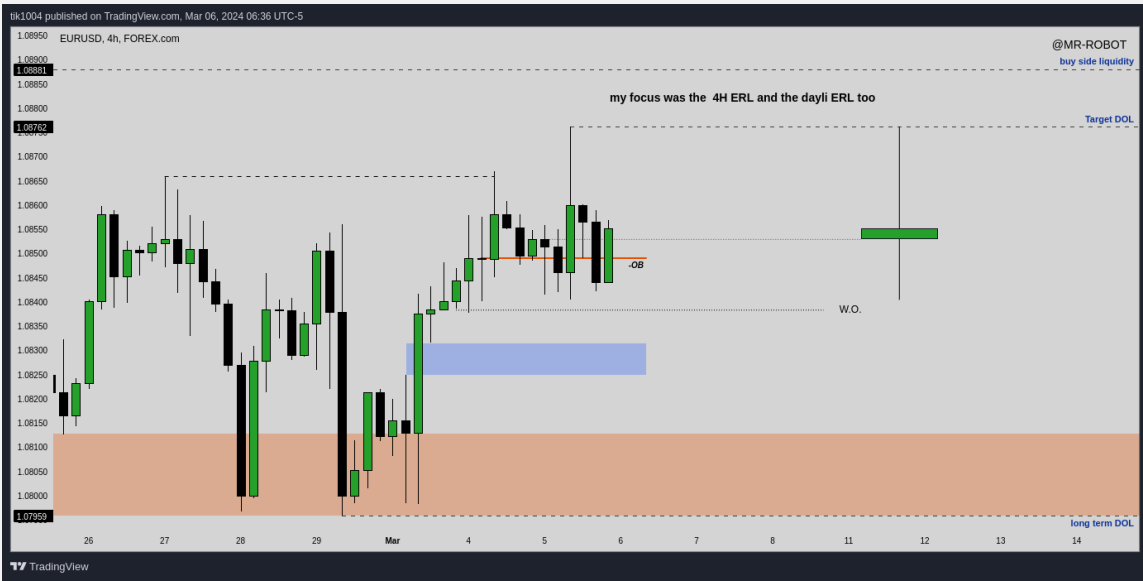 tik1004 published on TradingView.com, Mar 06, 2024 06:36 UTC-5
1.08950
EURUSD, 4h, FOREX.com
@MR-ROBOT
1.08900
buy side liquidity
1.08881
1.08850
my focus was the 4H ERL and the dayli ERL too
1.08800
Target DOL
1.08762
1.08700
1.08650
1.08600
1.08550
1.08500
-OB
1.08450
1.08400
W.O.
1.08350
1.08300
1.08250
1.08200
1.08150
1.08100
1.08050
1.08000
1.07959
long term DOL
26 27 28 29 Mar 4 5 6 7 8 11 12 13 14
TradingView